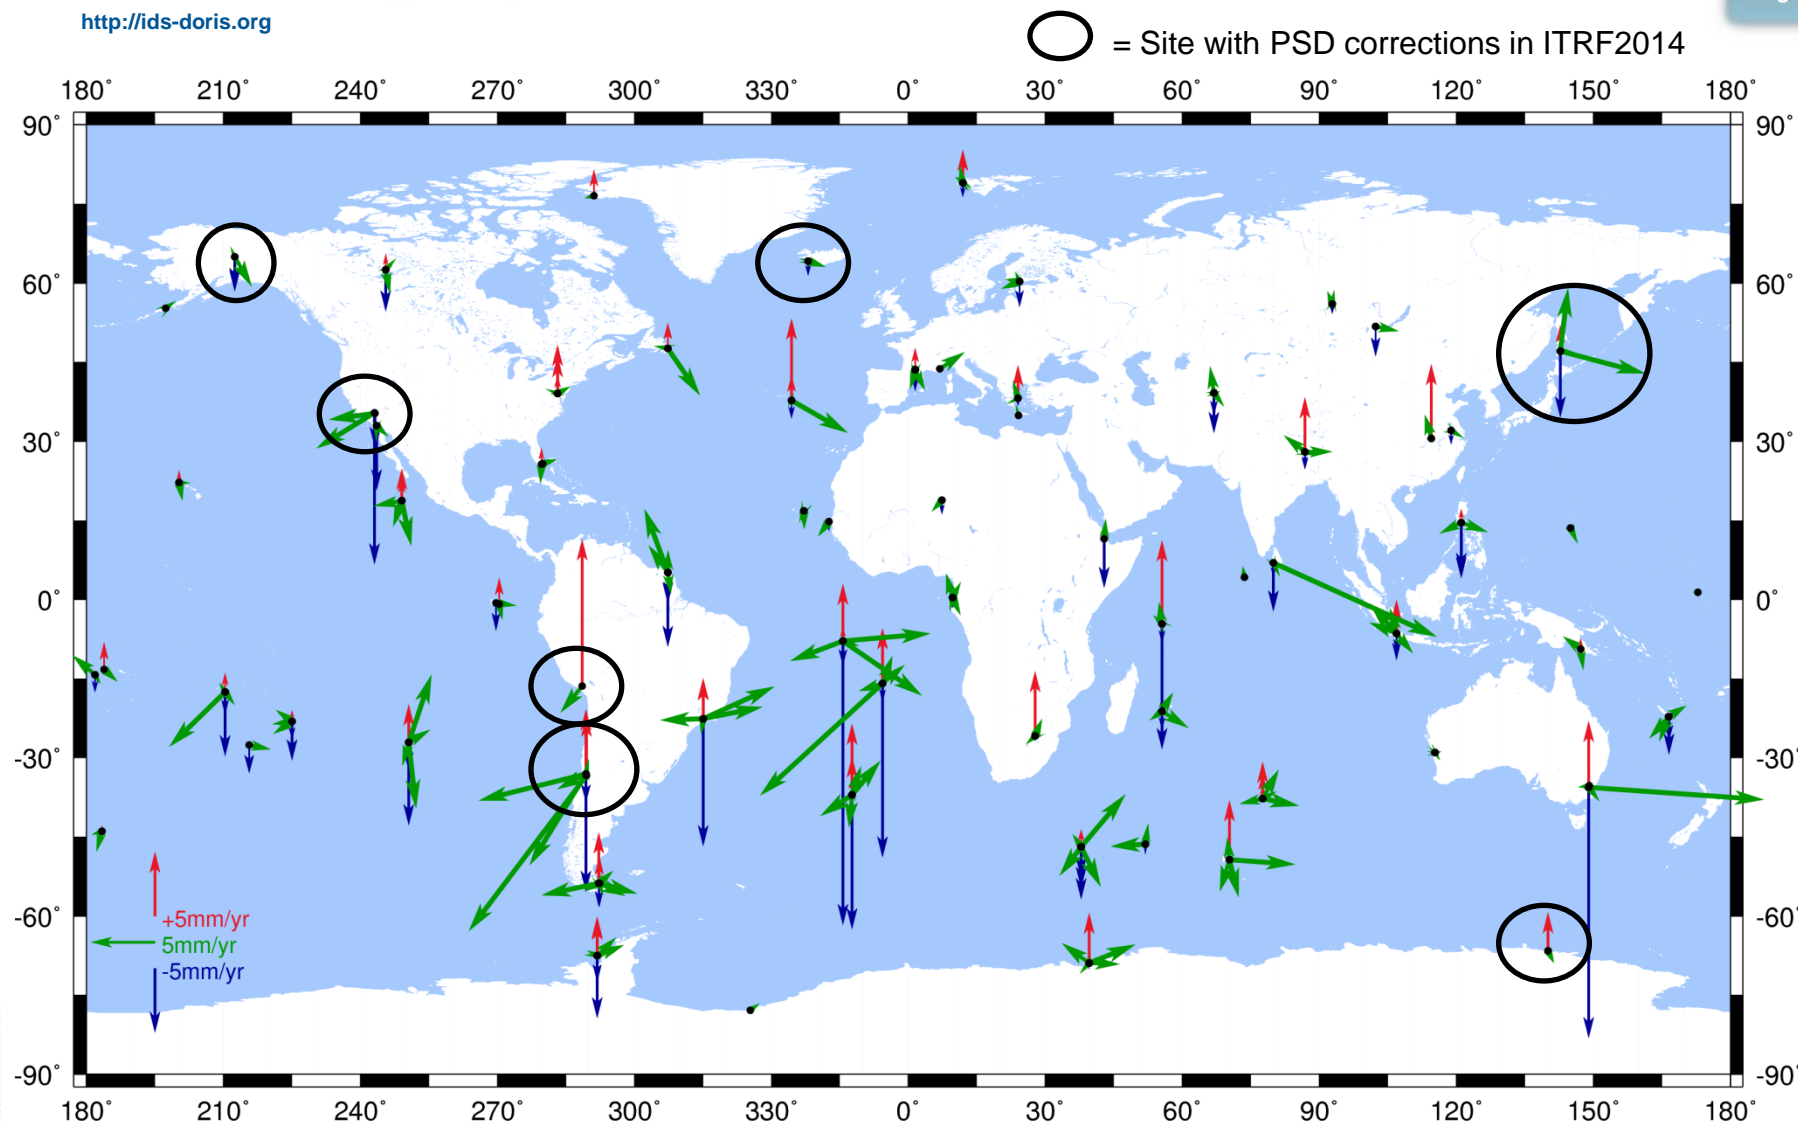 http://ids-doris.org
= Site with PSD corrections in ITRF2014
180° 210° 240° 270° 300° 330° 0° 30° 60° 90° 120° 150° 180°
90° 90°
60° 60°
30° 30°
0° 0°
-30° -30°
-60° -60°
+5mm/yr
5mm/yr
-5mm/yr
-90° -90°
180° 210° 240° 270° 300° 330° 0° 30° 60° 90° 120° 150° 180°